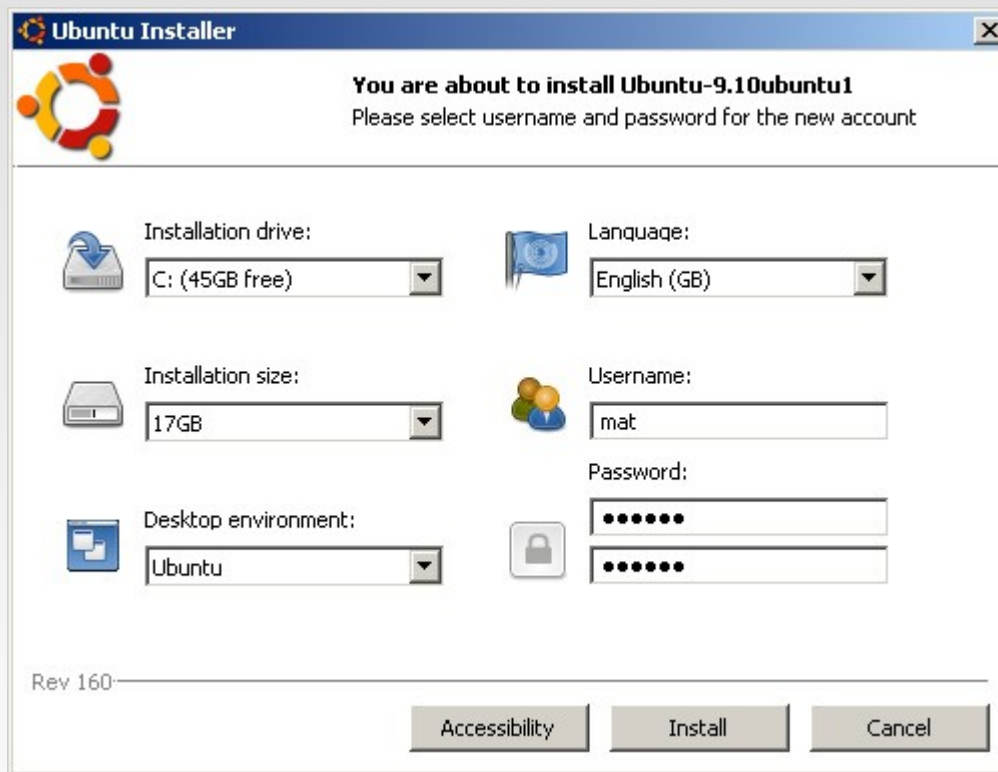 Ubuntu Installer
You are about to install Ubuntu-9.10ubuntu1
Please select username and password for the new account
Installation drive:
C: (45GB free)
Language:
English (GB)
Installation size:
17GB
Username:
mat
Password:
●●●●●●
●●●●●●
Desktop environment:
Ubuntu
Rev 160
Accessibility
Install
Cancel